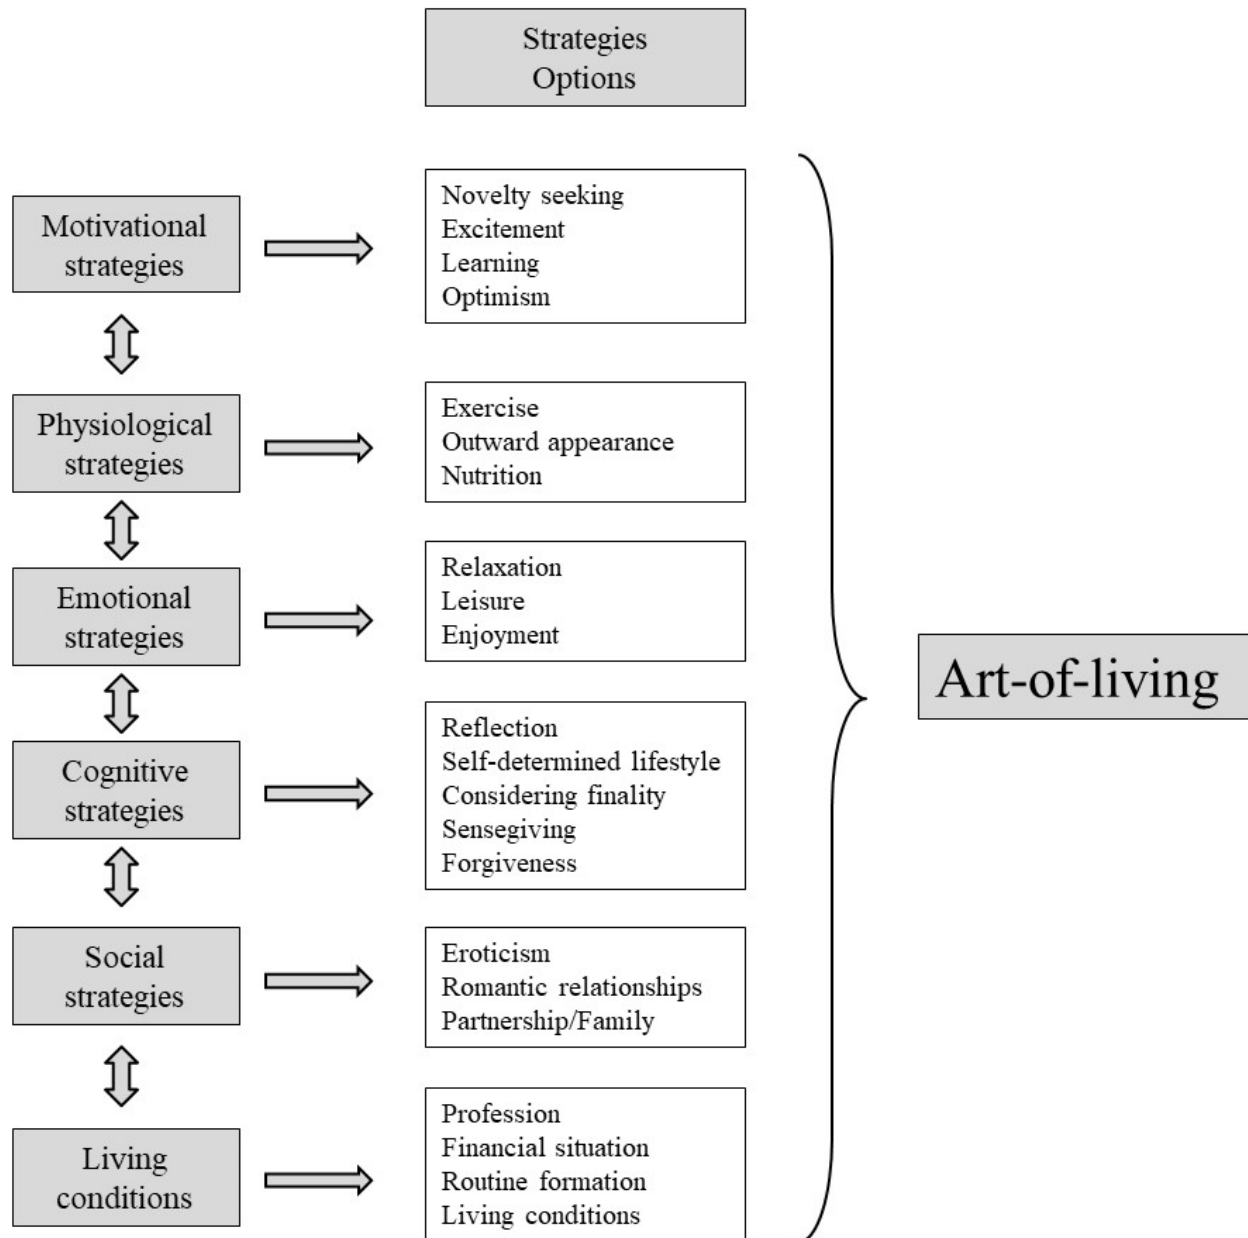 Strategies
Options
Motivational
strategies
Novelty seeking
Excitement
Learning
Optimism
Physiological
strategies
Exercise
Outward appearance
Nutrition
Emotional
strategies
Relaxation
Leisure
Enjoyment
Art-of-living
Cognitive
strategies
Reflection
Self-determined lifestyle
Considering finality
Sensegiving
Forgiveness
Social
strategies
Eroticism
Romantic relationships
Partnership/Family
Living
conditions
Profession
Financial situation
Routine formation
Living conditions